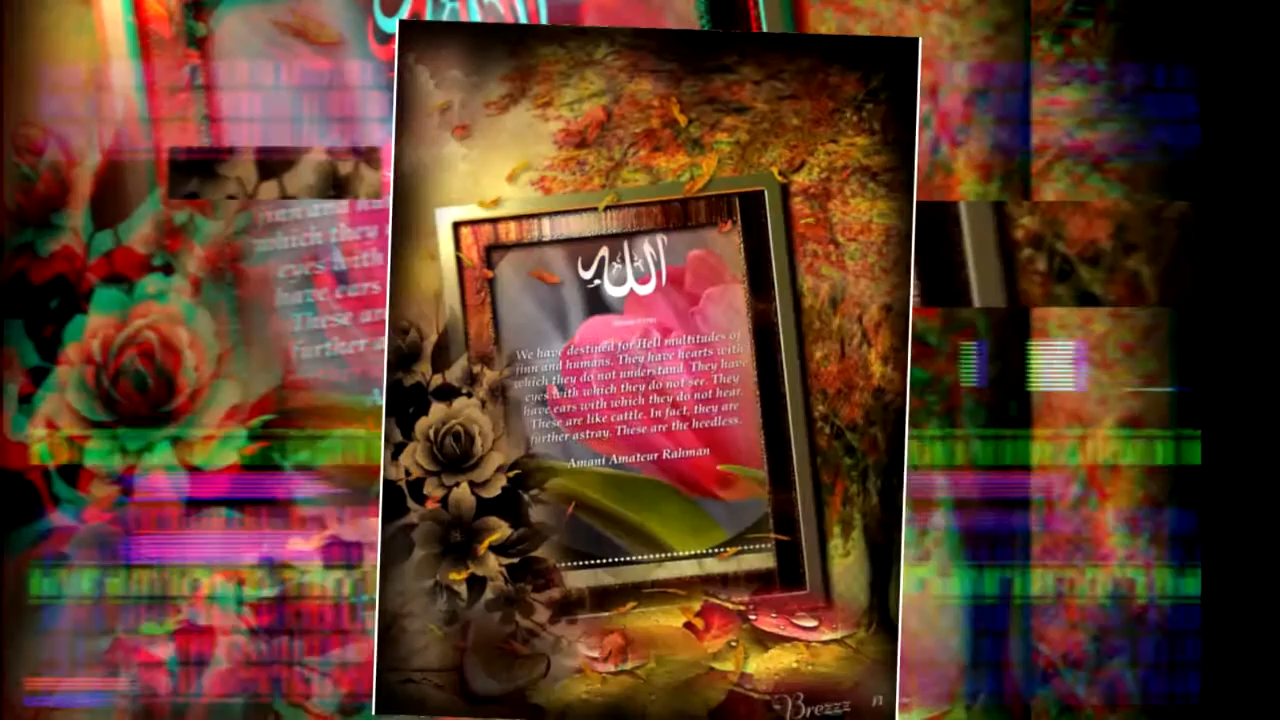 الله
We have destined for Hell multitudes of
jinn and humans. They have hearts with
which they do not understand. They have
eyes with which they do not see. They
have ears with which they do not hear.
These are like cattle. In fact, they are
further astray. These are the heedless.
Amani Amateur Rahman
Brezzz